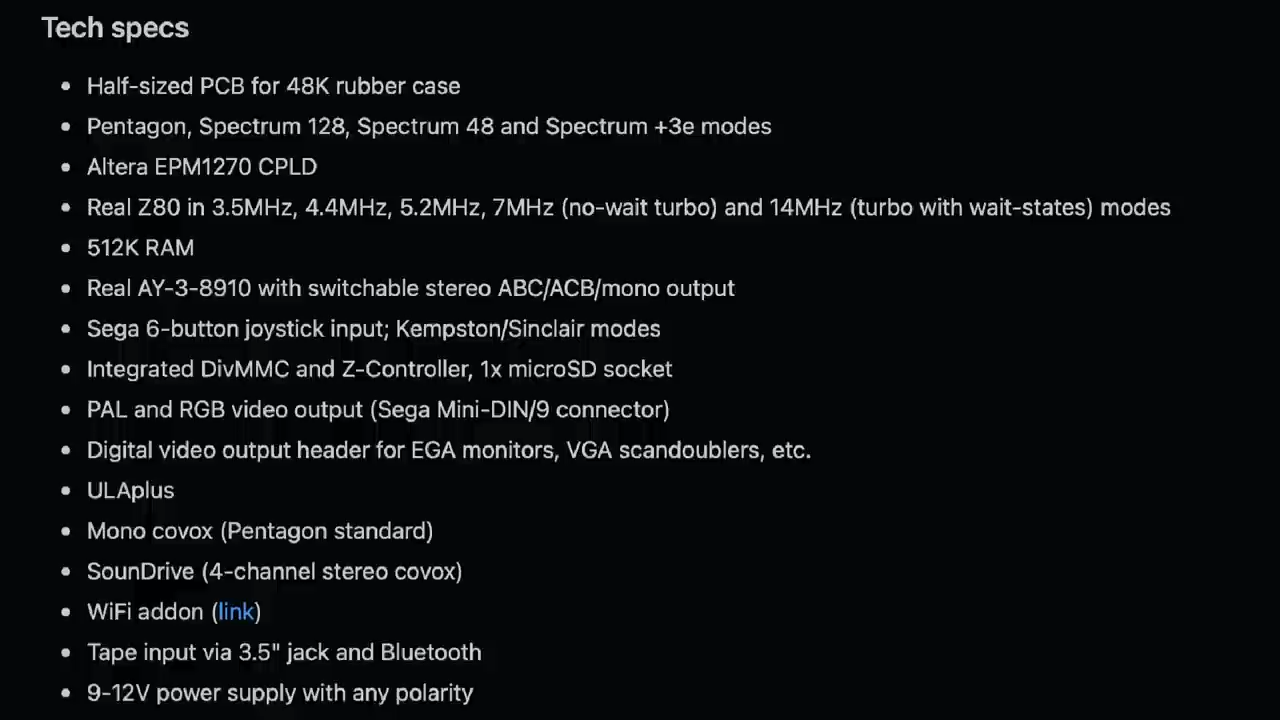 Tech specs
Half-sized PCB for 48K rubber case
Pentagon, Spectrum 128, Spectrum 48 and Spectrum +3e modes
Altera EPM1270 CPLD
Real Z80 in 3.5MHz, 4.4MHz, 5.2MHz, 7MHz (no-wait turbo) and 14MHz (turbo with wait-states) modes
512K RAM
Real AY-3-8910 with switchable stereo ABC/ACB/mono output
Sega 6-button joystick input; Kempston/Sinclair modes
Integrated DivMMC and Z-Controller, 1x microSD socket
PAL and RGB video output (Sega Mini-DIN/9 connector)
Digital video output header for EGA monitors, VGA scandoublers, etc.
ULAplus
Mono covox (Pentagon standard)
SounDrive (4-channel stereo covox)
WiFi addon (link)
Tape input via 3.5" jack and Bluetooth
9-12V power supply with any polarity